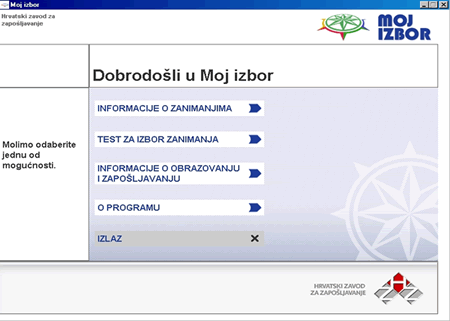 Moj izbor
Hrvatski zavod za
zapošljavanje
MOJ
IZBOR
Dobrodošli u Moj izbor
Molimo odaberite
jednu od
mogućnosti.
INFORMACIJE O ZANIMANJIMA
TEST ZA IZBOR ZANIMANJA
INFORMACIJE O OBRAZOVANJU
I ZAPOŠLJAVANJU
O PROGRAMU
IZLAZ
HRVATSKI ZAVOD
ZA ZAPOŠLJAVANJE